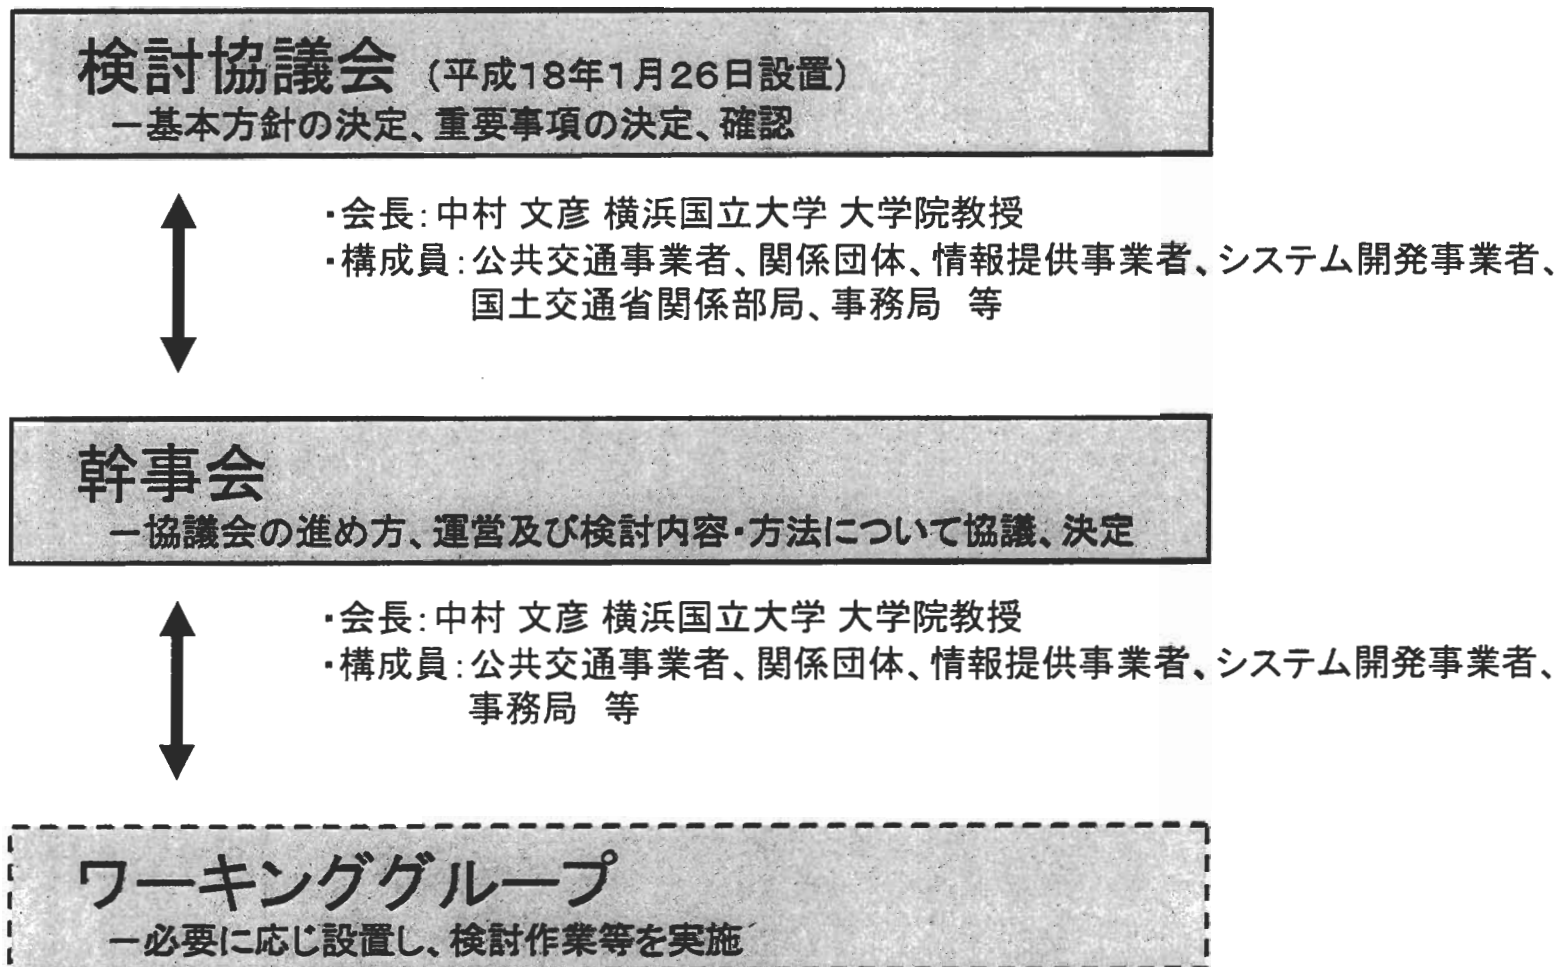 検討協議会 (平成18年1月26日設置)
－基本方針の決定、重要事項の決定、確認
・会長：中村 文彦 横浜国立大学 大学院教授
・構成員：公共交通事業者、関係団体、情報提供事業者、システム開発事業者、
国土交通省関係部局、事務局　等
幹事会
－協議会の進め方、運営及び検討内容・方法について協議、決定
・会長：中村 文彦 横浜国立大学 大学院教授
・構成員：公共交通事業者、関係団体、情報提供事業者、システム開発事業者、
事務局　等
ワーキンググループ
－必要に応じ設置し、検討作業等を実施